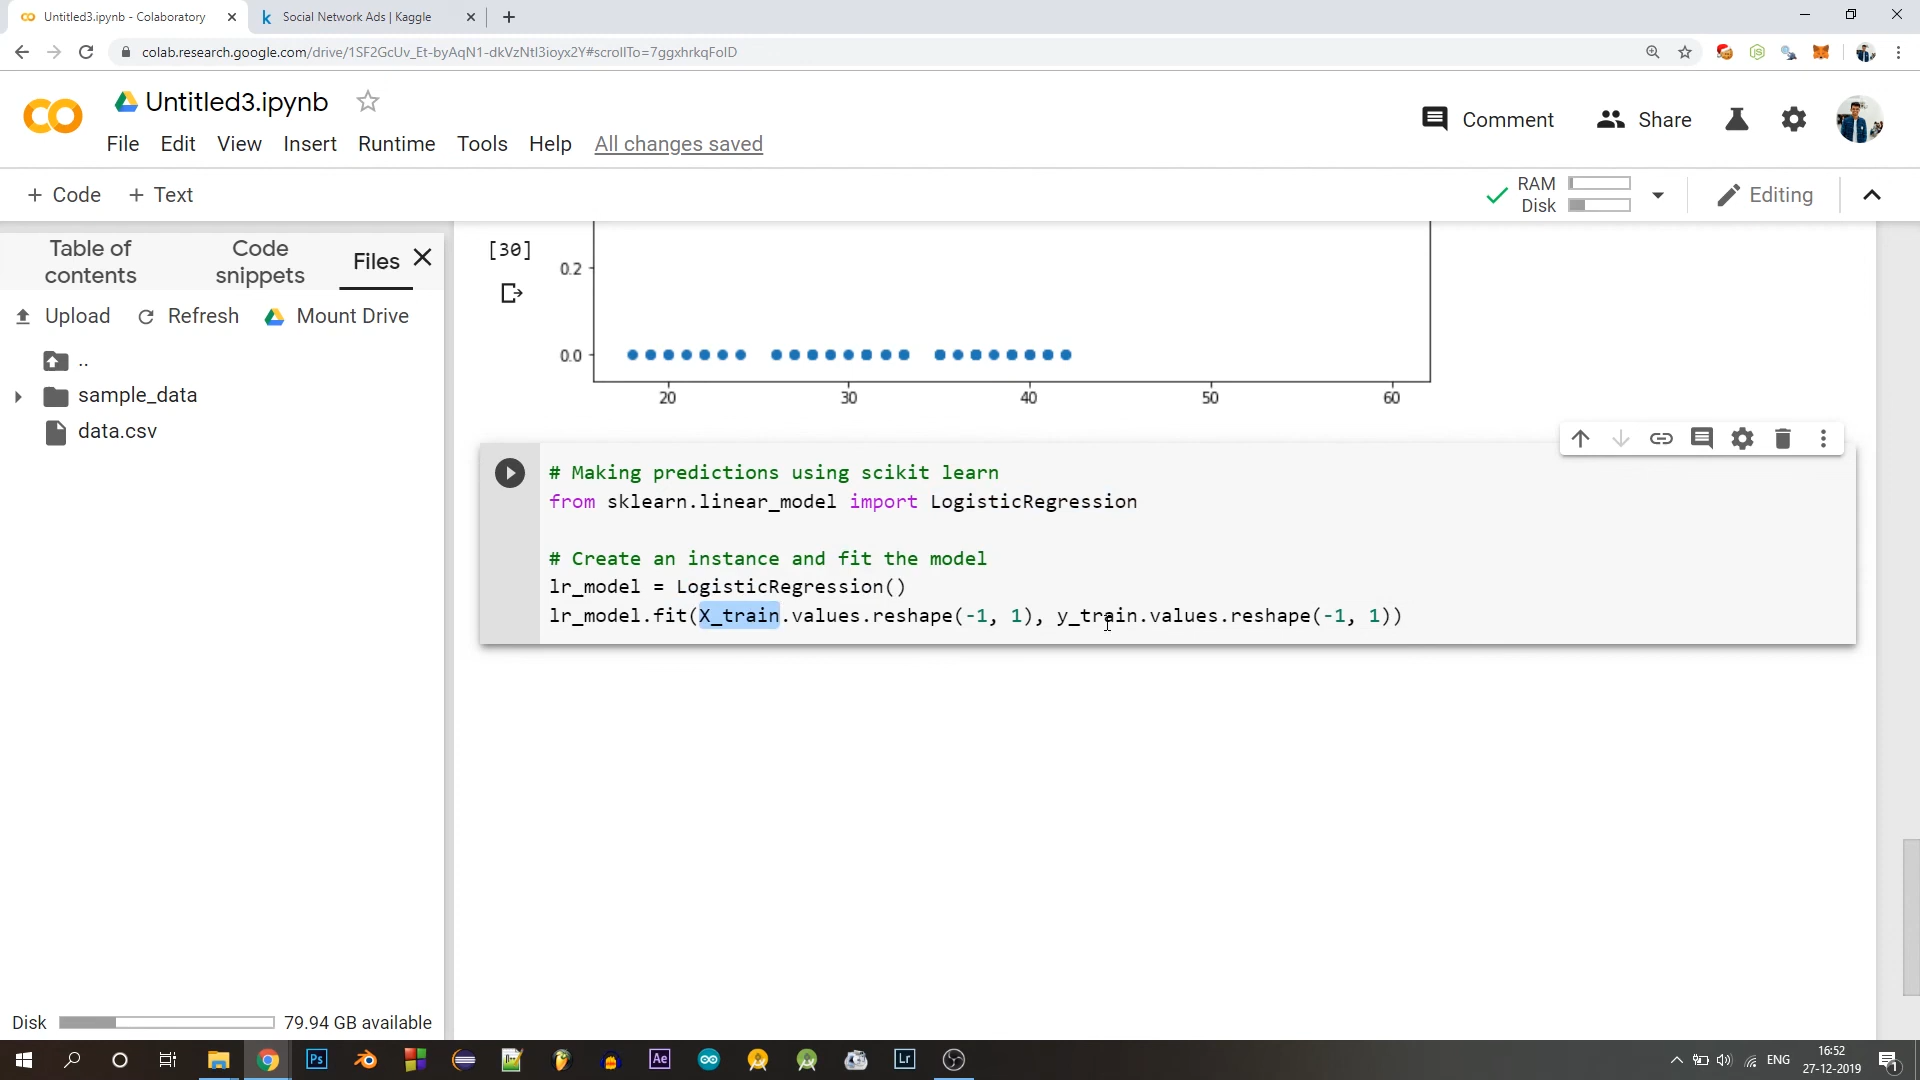 Untitled3.ipynb - Colaboratory
Social Network Ads | Kaggle
colab.research.google.com/drive/1SF2GcUv_Et-byAqN1-dkVzNtl3ioyx2Y#scrollTo=7ggxhrkqFoID
Untitled3.ipynb
Comment
Share
File Edit View Insert Runtime Tools Help All changes saved
+ Code + Text
RAM
Disk
Editing
Table of contents
Code snippets
Files
Upload Refresh Mount Drive
..
sample_data
data.csv
[30]
0.2
0.0
20 30 40 50 60
# Making predictions using scikit learn
from sklearn.linear_model import LogisticRegression
# Create an instance and fit the model
lr_model = LogisticRegression()
lr_model.fit(X_train.values.reshape(-1, 1), y_train.values.reshape(-1, 1))
Disk 79.94 GB available
Ps
Ae
Lr
ENG
16:52
27-12-2019
1